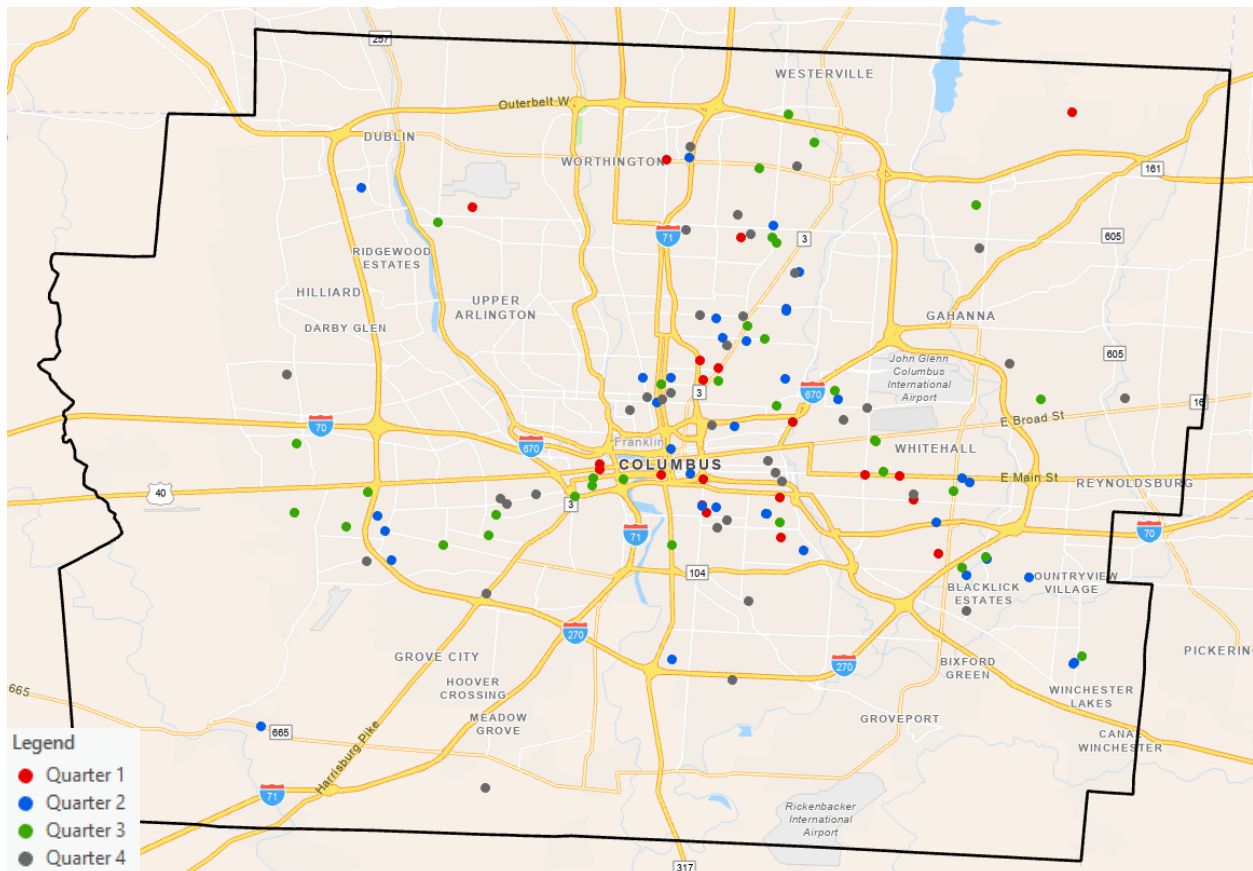 257
WESTERVILLE
Outerbelt W
DUBLIN
WORTHINGTON
161
71
3
605
RIDGEWOOD
ESTATES
HILLIARD
UPPER
ARLINGTON
DARBY GLEN
GAHANNA
John Glenn
Columbus
International
Airport
605
3
670
16
70
670
Franklin
E Broad St
WHITEHALL
COLUMBUS
E Main St
REYNOLDSBURG
40
3
71
70
104
BLACKLICK
ESTATES
OUNTRYVIEW
VILLAGE
270
270
GROVE CITY
HOOVER
CROSSING
BIXFORD
GREEN
PICKERING
665
MEADOW
GROVE
GROVEPORT
WINCHESTER
LAKES
665
CANAL
WINCHESTER
Harrisburg Pike
71
Rickenbacker
International
Airport
317
Legend
Quarter 1
Quarter 2
Quarter 3
Quarter 4